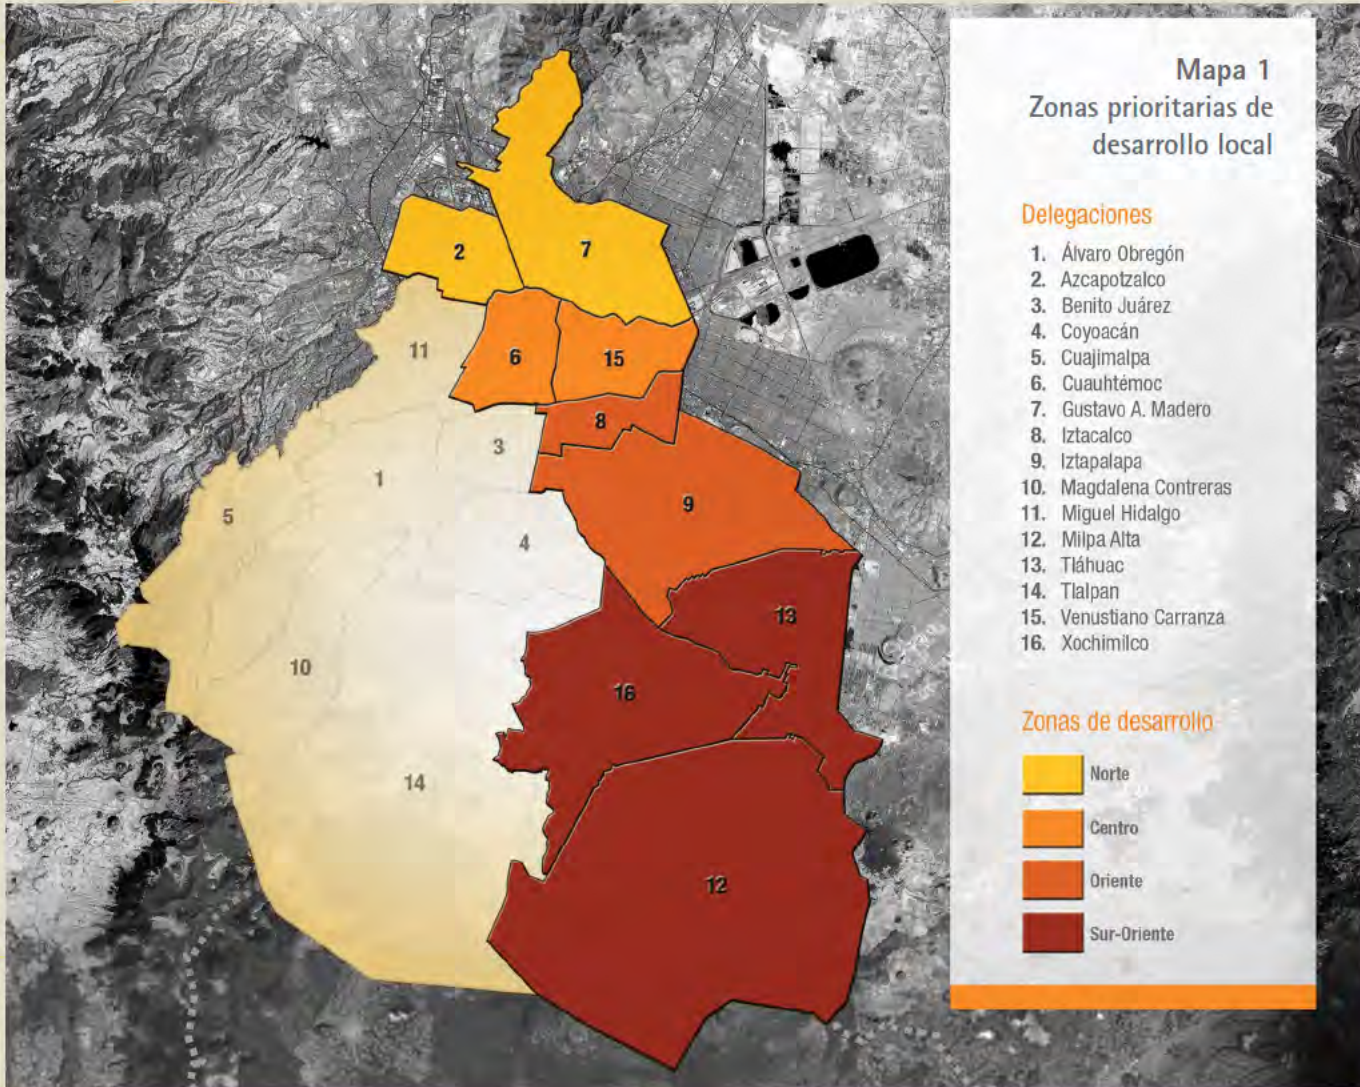 Mapa 1
Zonas prioritarias de
desarrollo local
Delegaciones
1. Álvaro Obregón
2. Azcapotzalco
3. Benito Juárez
4. Coyoacán
5. Cuajimalpa
6. Cuauhtémoc
7. Gustavo A. Madero
8. Iztacalco
9. Iztapalapa
10. Magdalena Contreras
11. Miguel Hidalgo
12. Milpa Alta
13. Tláhuac
14. Tlalpan
15. Venustiano Carranza
16. Xochimilco
Zonas de desarrollo
Norte
Centro
Oriente
Sur-Oriente
2
7
11
6
15
8
3
1
5
9
4
13
10
16
14
12